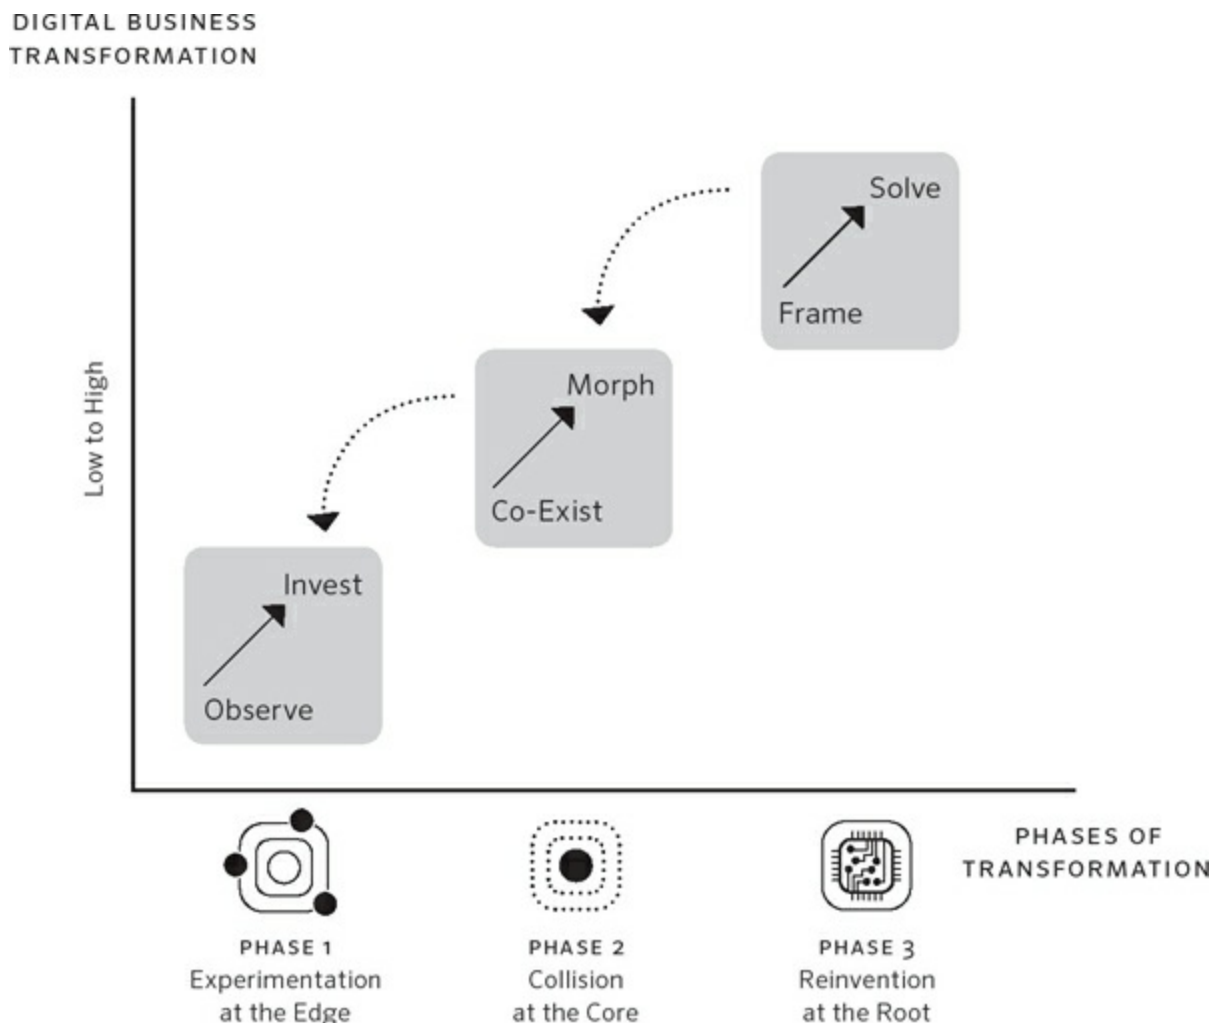 DIGITAL BUSINESS
TRANSFORMATION
Low to High
Solve
Frame
Morph
Co-Exist
Invest
Observe
PHASES OF
TRANSFORMATION
PHASE 1
Experimentation
at the Edge
PHASE 2
Collision
at the Core
PHASE 3
Reinvention
at the Root